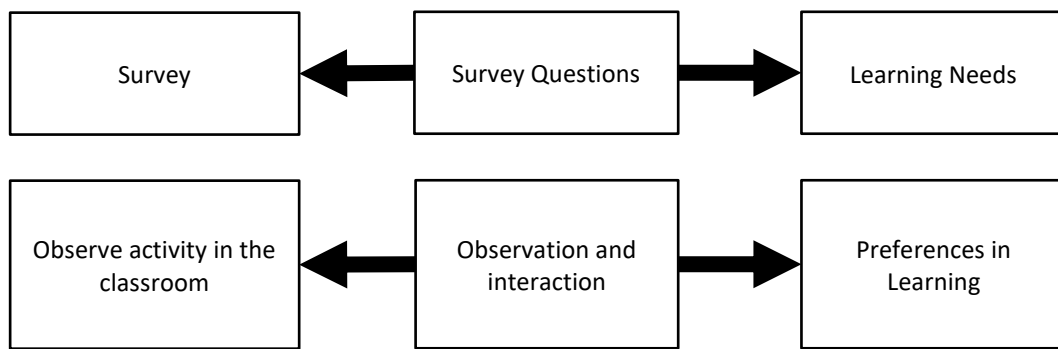 Survey
Survey Questions
Learning Needs
Observe activity in the
classroom
Observation and
interaction
Preferences in
Learning